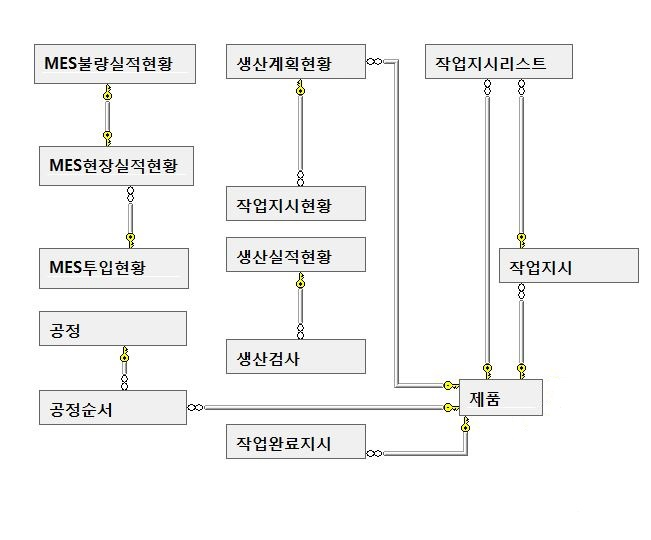 MES불량실적현황
생산계획현황
작업지시리스트
MES현장실적현황
작업지시현황
생산실적현황
MES투입현황
작업지시
공정
생산검사
공정순서
제품
작업완료지시